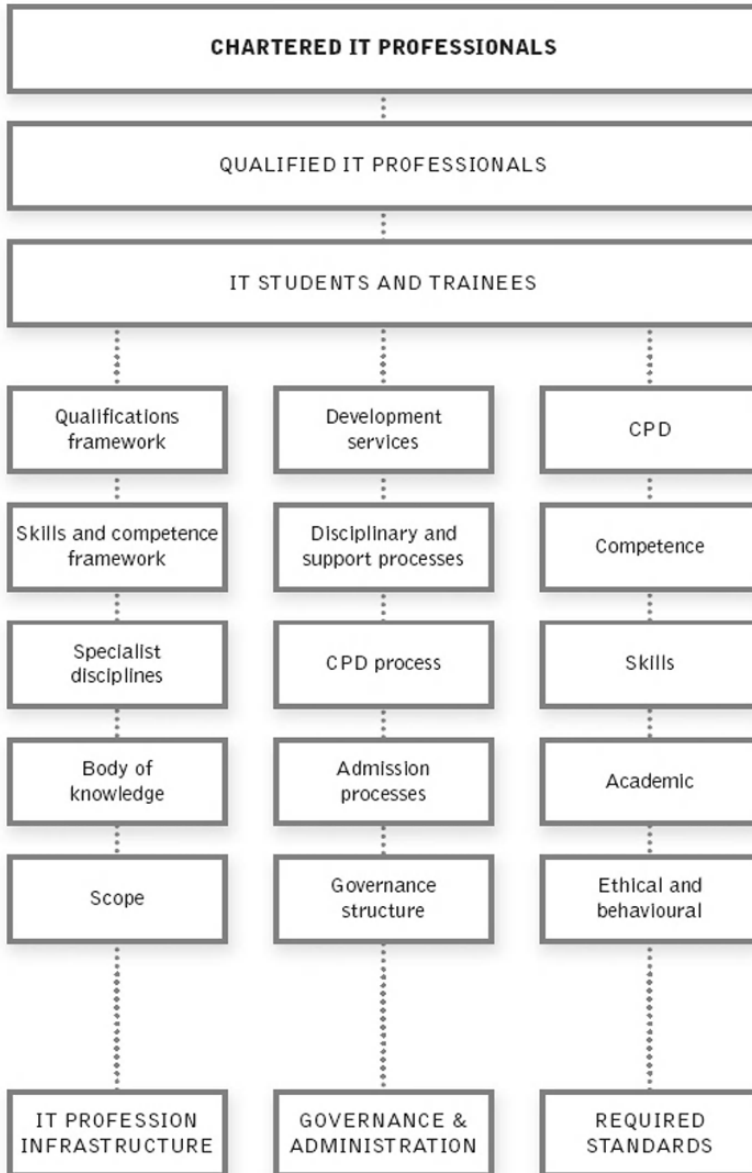 CHARTERED IT PROFESSIONALS
QUALIFIED IT PROFESSIONALS
IT STUDENTS AND TRAINEES
Qualifications
framework
Development
services
CPD
Skills and competence
framework
Disciplinary and
support processes
Competence
Specialist
disciplines
CPD process
Skills
Body of
knowledge
Admission
processes
Academic
Scope
Governance
structure
Ethical and
behavioural
IT PROFESSION
INFRASTRUCTURE
GOVERNANCE &
ADMINISTRATION
REQUIRED
STANDARDS